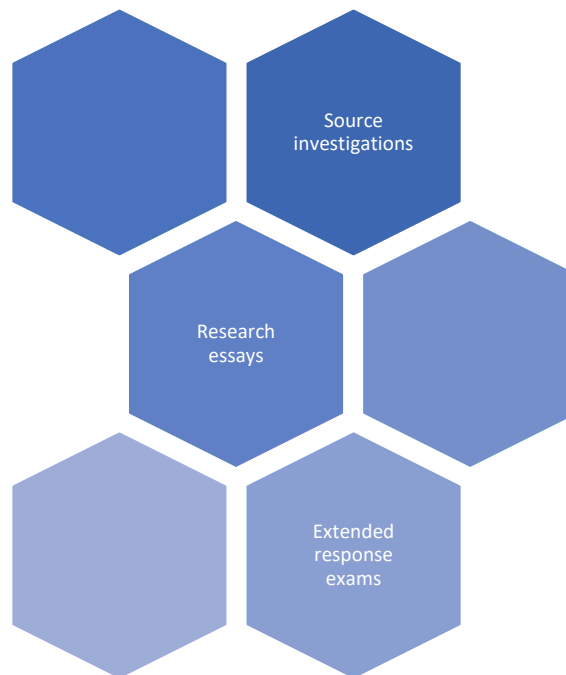 Source
investigations
Research
essays
Extended
response
exams